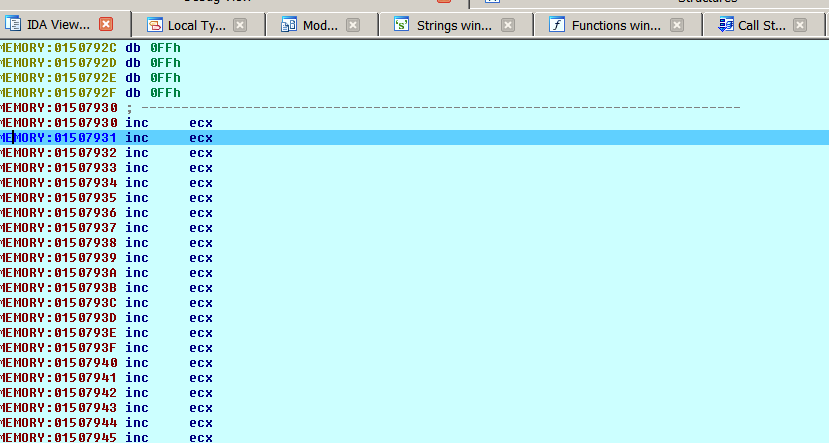 Debug View
Structures
IDA View... Local Ty... Mod... Strings win... Functions win... Call St...
MEMORY:0150792C db 0FFh
MEMORY:0150792D db 0FFh
MEMORY:0150792E db 0FFh
MEMORY:0150792F db 0FFh
MEMORY:01507930 ; ---------------------------------------------------------------------------
MEMORY:01507930 inc ecx
MEMORY:01507931 inc ecx
MEMORY:01507932 inc ecx
MEMORY:01507933 inc ecx
MEMORY:01507934 inc ecx
MEMORY:01507935 inc ecx
MEMORY:01507936 inc ecx
MEMORY:01507937 inc ecx
MEMORY:01507938 inc ecx
MEMORY:01507939 inc ecx
MEMORY:0150793A inc ecx
MEMORY:0150793B inc ecx
MEMORY:0150793C inc ecx
MEMORY:0150793D inc ecx
MEMORY:0150793E inc ecx
MEMORY:0150793F inc ecx
MEMORY:01507940 inc ecx
MEMORY:01507941 inc ecx
MEMORY:01507942 inc ecx
MEMORY:01507943 inc ecx
MEMORY:01507944 inc ecx
MEMORY:01507945 inc ecx